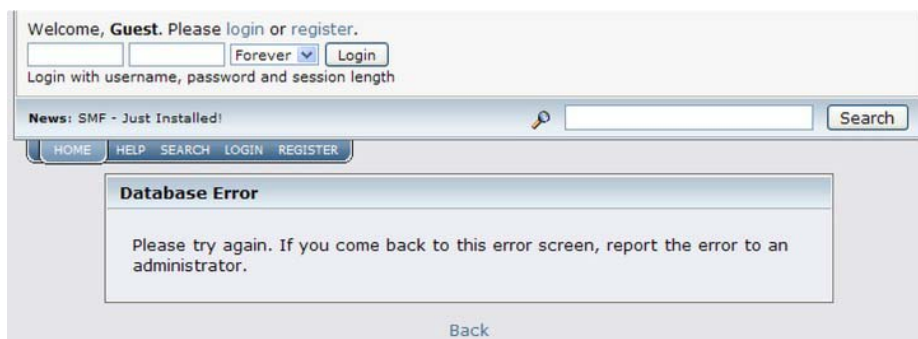 Welcome, Guest. Please login or register.
Forever Login
Login with username, password and session length
News: SMF - Just Installed! Search
HOME HELP SEARCH LOGIN REGISTER
Database Error
Please try again. If you come back to this error screen, report the error to an
administrator.
Back